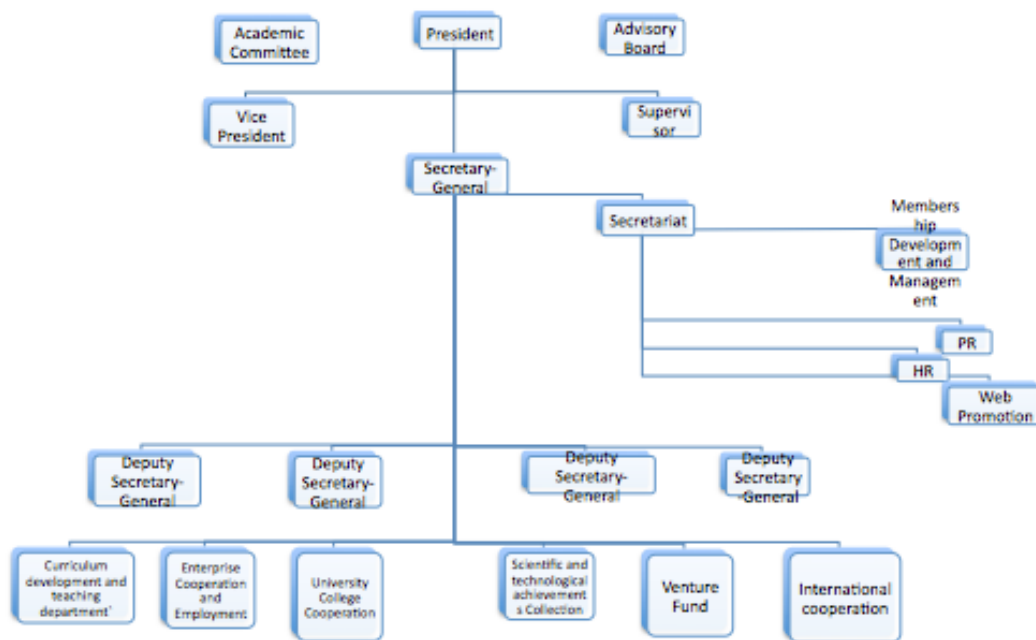 Academic
Committee
President
Advisory
Board
Vice
President
Supervi
sor
Secretary-
General
Secretariat
Members
hip
Developm
ent and
Managem
ent
PR
HR
Web
Promotion
Deputy
Secretary-
General
Deputy
Secretary-
General
Deputy
Secretary-
General
Deputy
Secretary
-General
Curriculum
development and
teaching
department'
Enterprise
Cooperation
and
Employment
University
College
Cooperation
Scientific and
technological
achievement
s Collection
Venture
Fund
International
cooperation